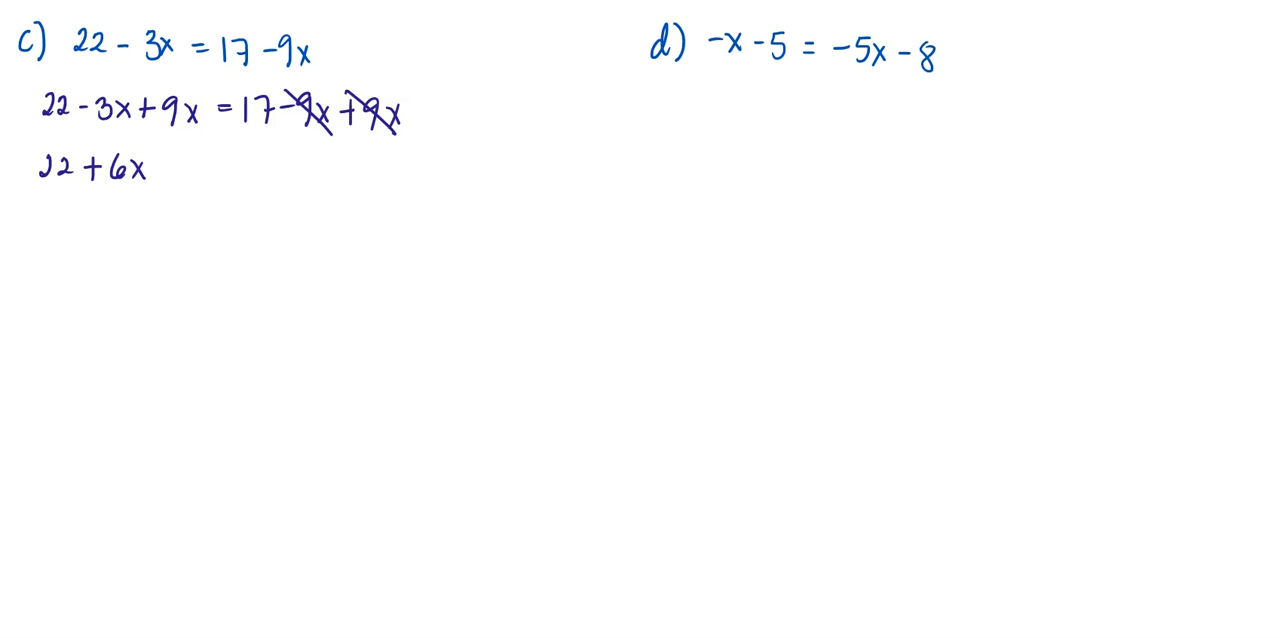 c) 22 - 3x = 17 - 9x
22 - 3x + 9x = 17 - 9x + 9x
22 + 6x
d) -x - 5 = -5x - 8